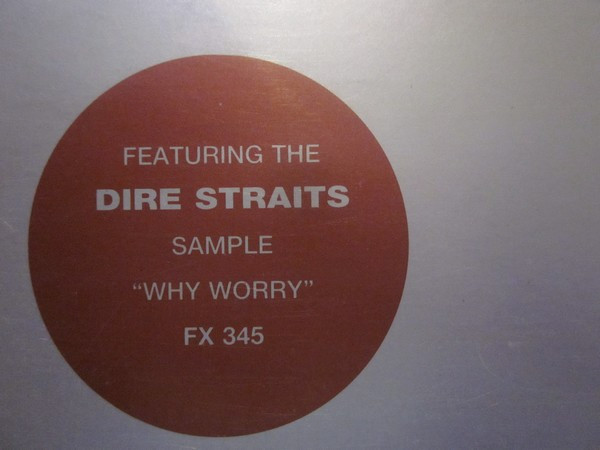 FEATURING THE
DIRE STRAITS
SAMPLE
“WHY WORRY”
FX 345